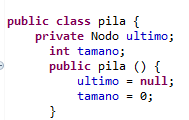 public class pila {
    private Nodo ultimo;
      int tamano;
      public pila () {
          ultimo = null;
          tamano = 0;
      }